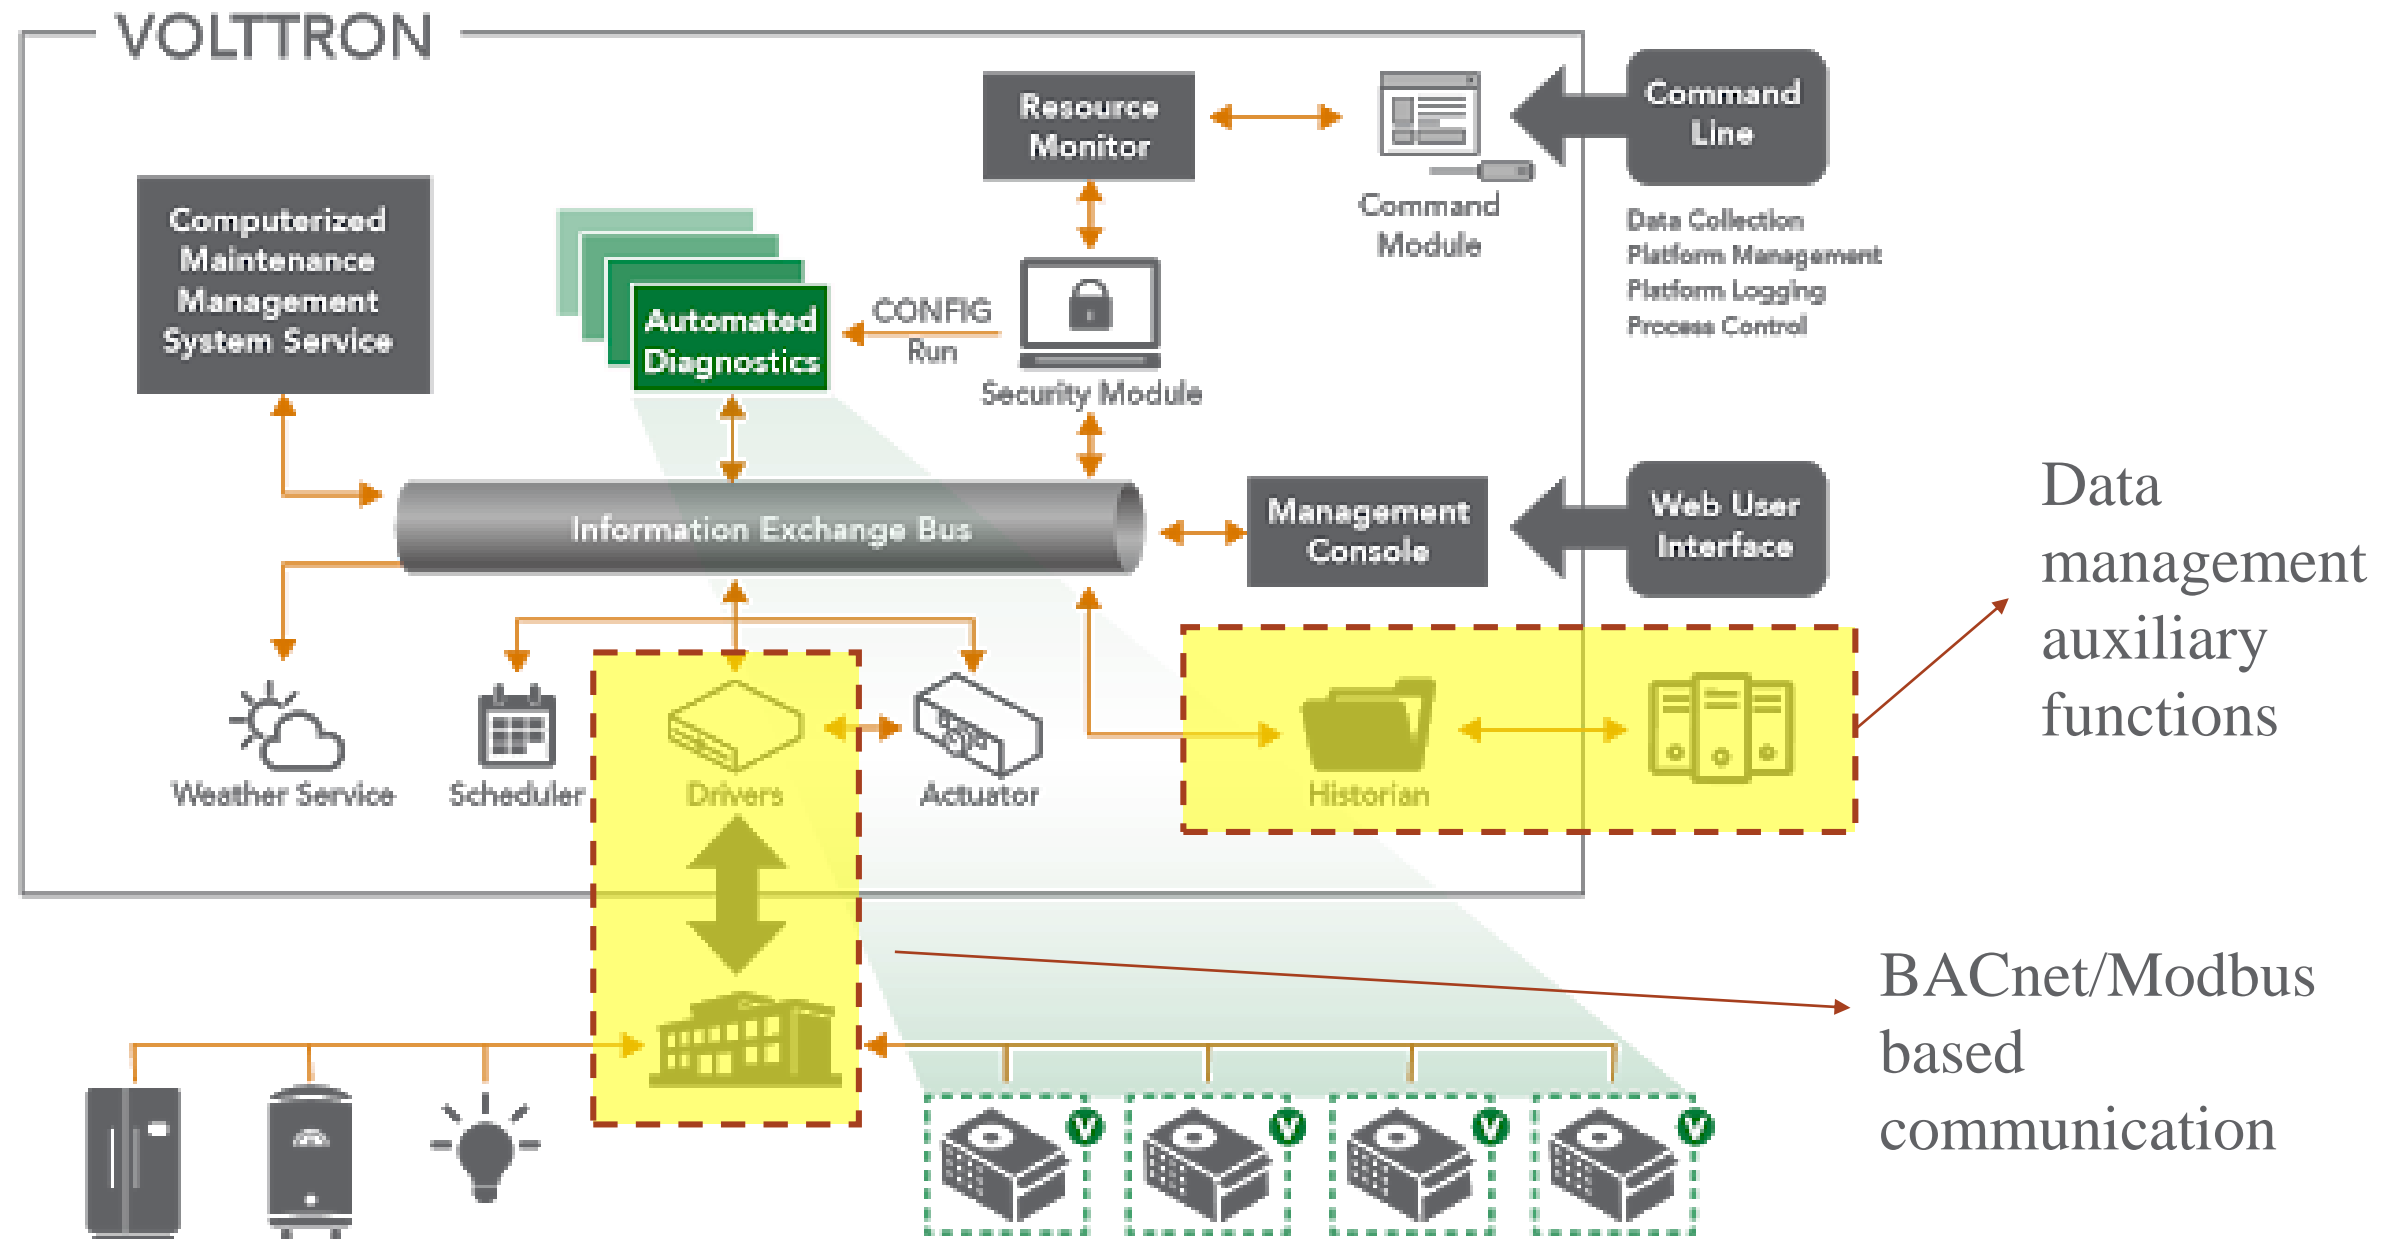 VOLTTRON
Resource
Monitor
Command
Line
Computerized
Maintenance
Management
System Service
Command
Module
Data Collection
Platform Management
Platform Logging
Process Control
Automated
Diagnostics
CONFIG
Run
Security Module
Information Exchange Bus
Management
Console
Web User
Interface
Data
management
auxiliary
functions
Weather Service
Scheduler
Drivers
Actuator
Historian
BACnet/Modbus
based
communication
V
V
V
V